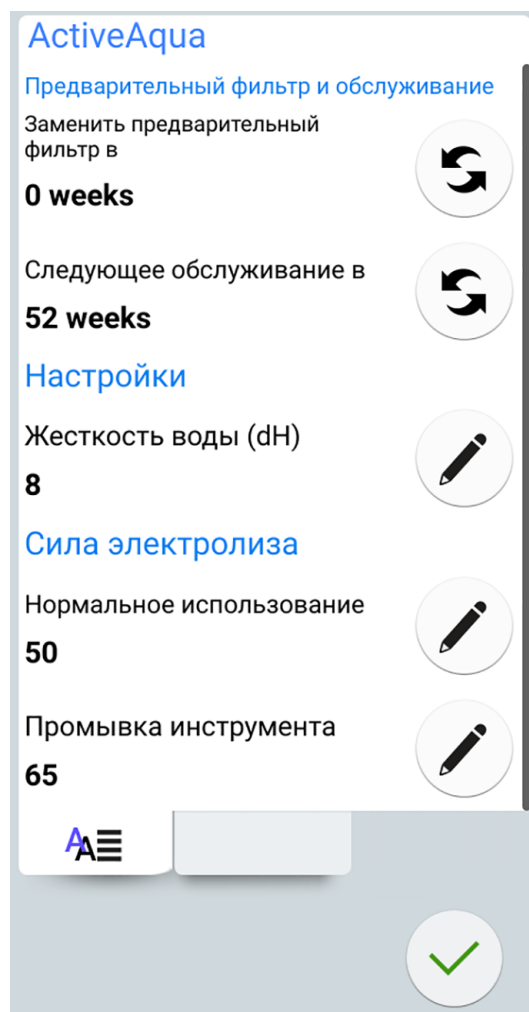 ActiveAqua
Предварительный фильтр и обслуживание
Заменить предварительный
фильтр в
0 weeks
Следующее обслуживание в
52 weeks
Настройки
Жесткость воды (dH)
8
Сила электролиза
Нормальное использование
50
Промывка инструмента
65
AA